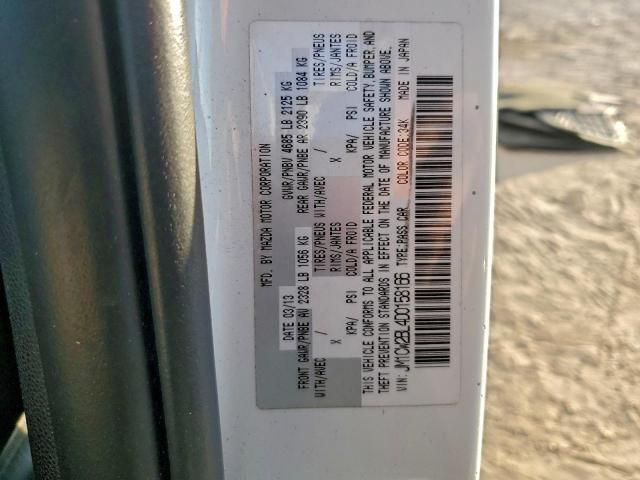 MFD. BY MAZDA MOTOR CORPORATION
DATE 03/13 GVWR/PNBV 4685 LB 2125 KG
FRONT GAWR/PNBE AV 2328 LB 1056 KG REAR GAWR/PNBE AR 2390 LB 1084 KG
WITH/AVEC / TIRES/PNEUS WITH/AVEC / TIRES/PNEUS
X RIMS/JANTES X RIMS/JANTES
KPA/ PSI COLD/A FROID KPA/ PSI COLD/A FROID
THIS VEHICLE CONFORMS TO ALL APPLICABLE FEDERAL MOTOR VEHICLE SAFETY,BUMPER,AND
THEFT PREVENTION STANDARDS IN EFFECT ON THE DATE OF MANUFACTURE SHOWN ABOVE.
VIN: JM1CW2BL4D0158166 TYPE:PASS.CAR COLOR CODE:34K MADE IN JAPAN